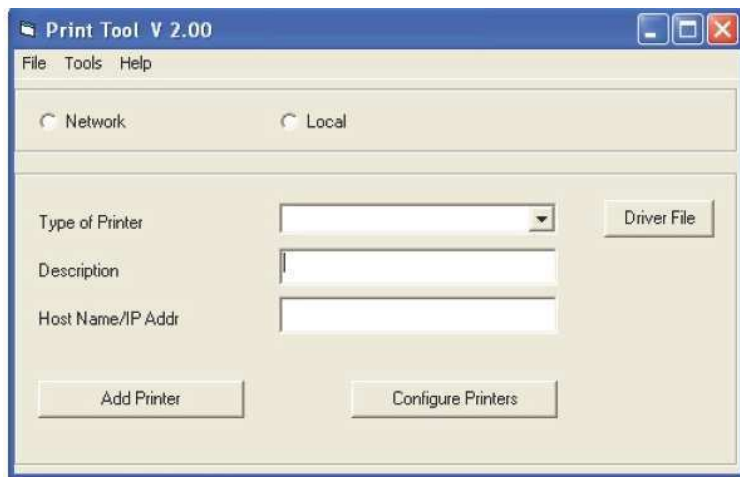 Print Tool V 2.00
File Tools Help
Network Local
Type of Printer Driver File
Description
Host Name/IP Addr
Add Printer Configure Printers